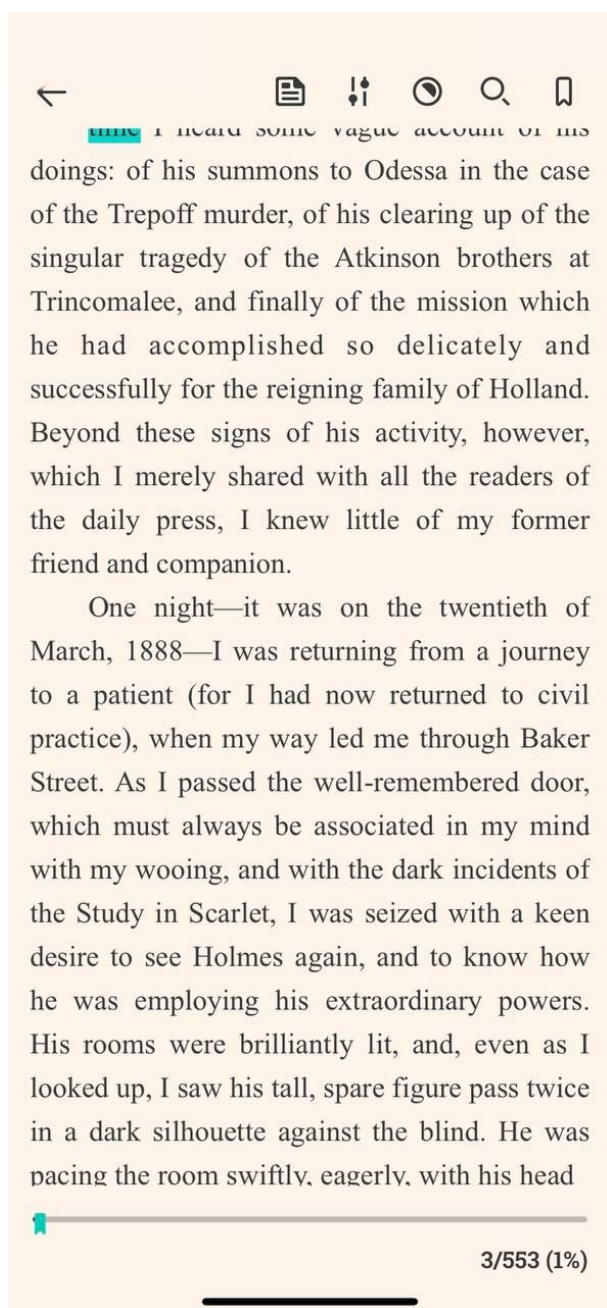 time I heard some vague account of his
doings: of his summons to Odessa in the case
of the Trepoff murder, of his clearing up of the
singular tragedy of the Atkinson brothers at
Trincomalee, and finally of the mission which
he had accomplished so delicately and
successfully for the reigning family of Holland.
Beyond these signs of his activity, however,
which I merely shared with all the readers of
the daily press, I knew little of my former
friend and companion.
One night—it was on the twentieth of
March, 1888—I was returning from a journey
to a patient (for I had now returned to civil
practice), when my way led me through Baker
Street. As I passed the well-remembered door,
which must always be associated in my mind
with my wooing, and with the dark incidents of
the Study in Scarlet, I was seized with a keen
desire to see Holmes again, and to know how
he was employing his extraordinary powers.
His rooms were brilliantly lit, and, even as I
looked up, I saw his tall, spare figure pass twice
in a dark silhouette against the blind. He was
pacing the room swiftly, eagerly, with his head
3/553 (1%)